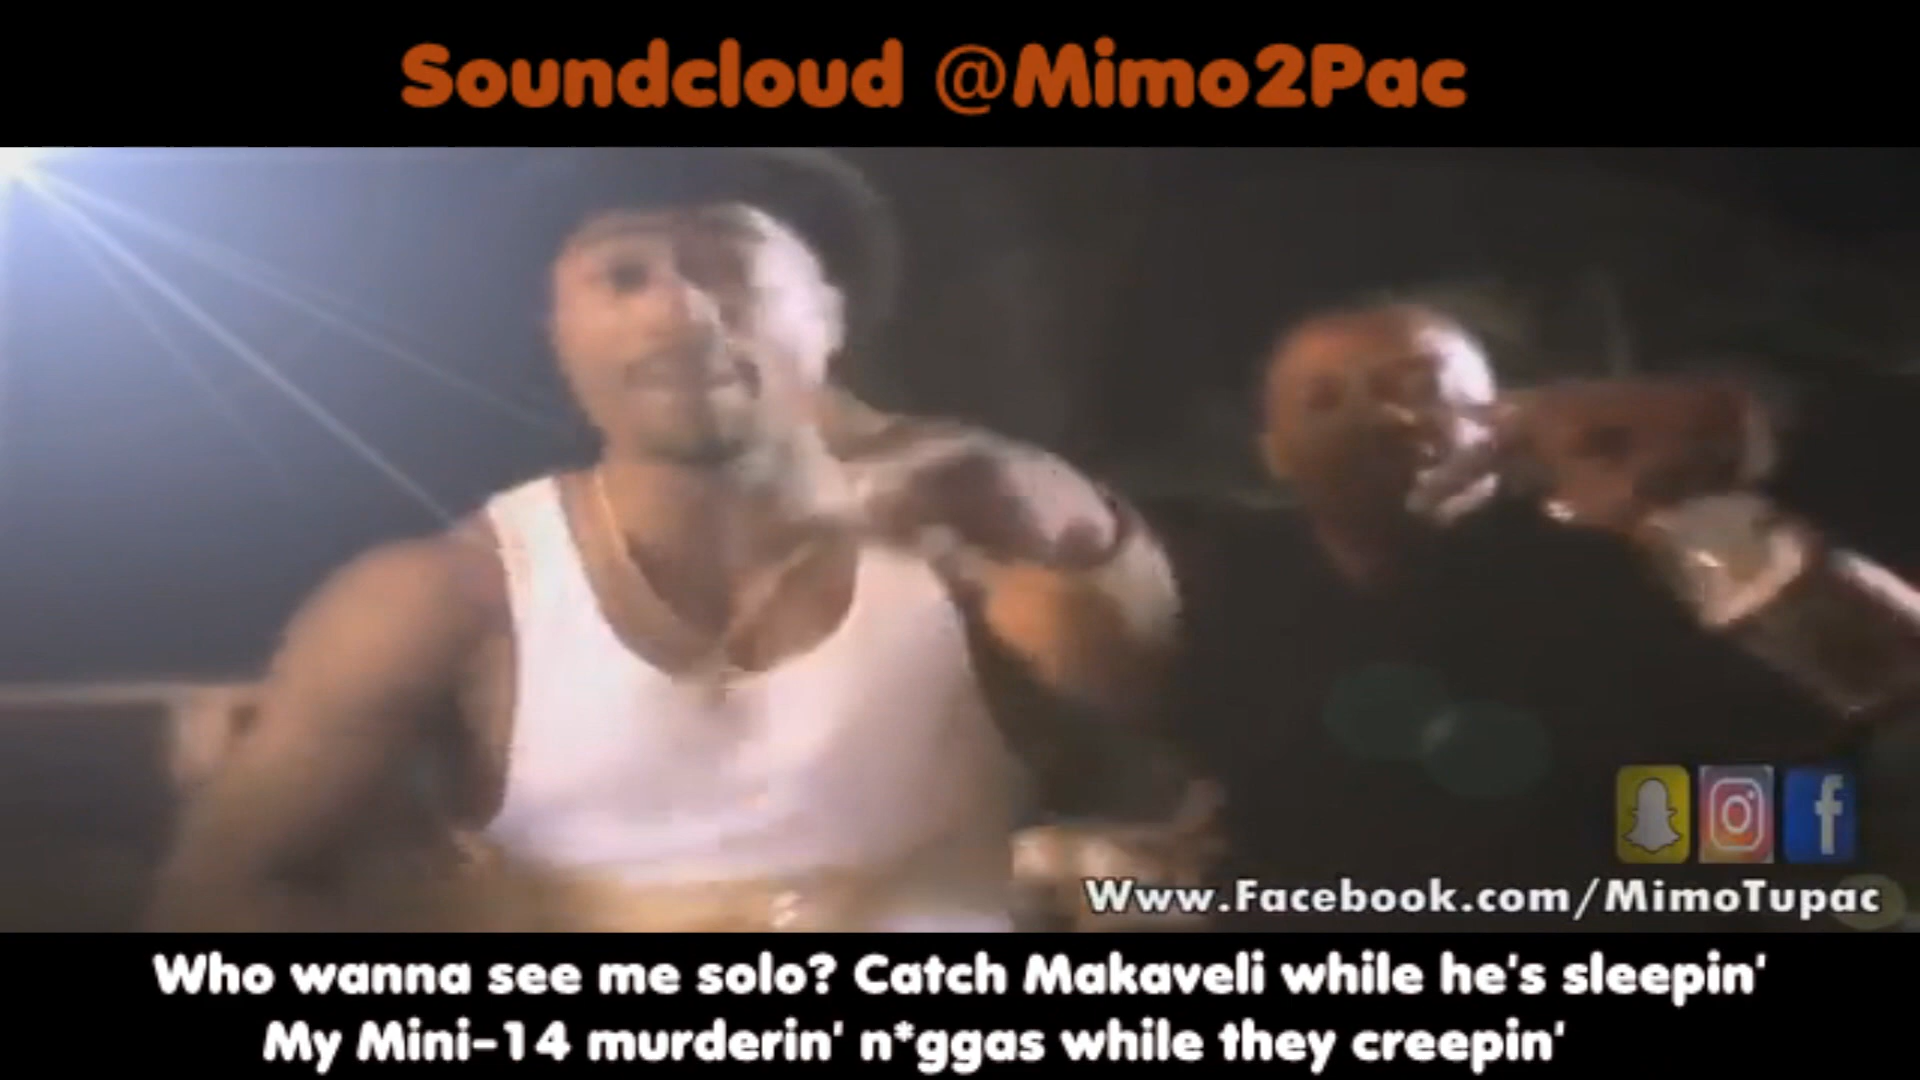 Soundcloud @Mimo2Pac
Www.Facebook.com/MimoTupac
Who wanna see me solo? Catch Makaveli while he's sleepin'
My Mini-14 murderin' n*ggas while they creepin'